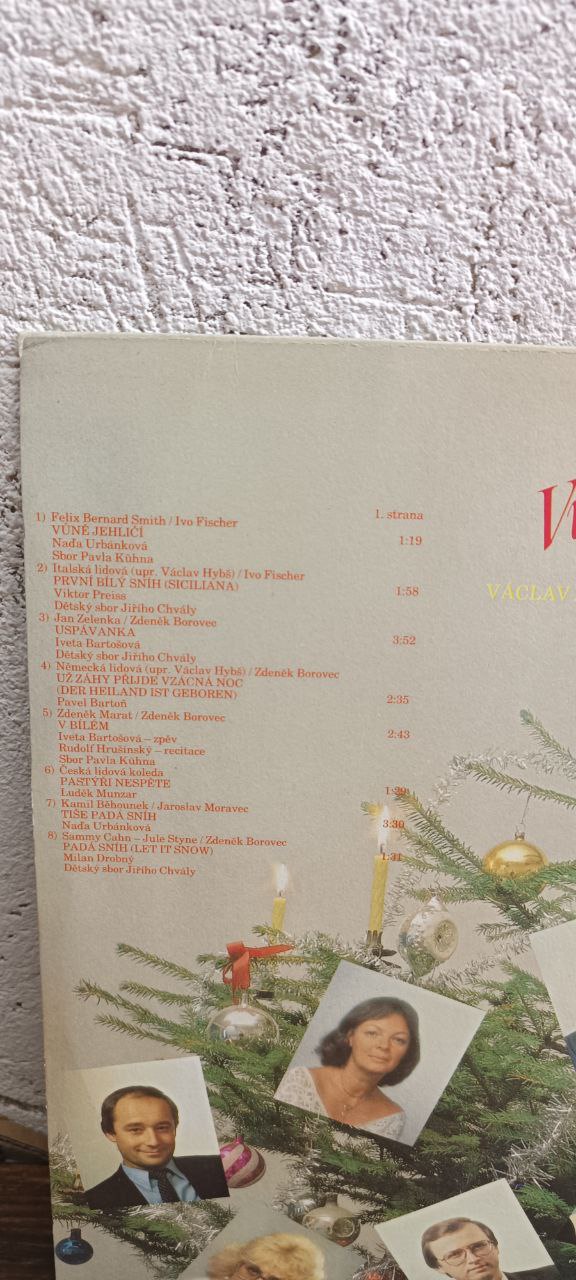 1. strana
1) Felix Bernard Smith / Ivo Fischer
VŮNĚ JEHLIČÍ 1:19
Naďa Urbánková
Sbor Pavla Kűhna
2) Italská lidová (upr. Václav Hybš) / Ivo Fischer
PRVNÍ BÍLÝ SNÍH (SICILIANA) 1:58
Viktor Preiss
Dětský sbor Jiřího Chvály
3) Jan Zelenka / Zdeněk Borovec
USPÁVANKA 3:52
Iveta Bartošová
Dětský sbor Jiřího Chvály
4) Německá lidová (upr. Václav Hybš) / Zdeněk Borovec
UŽ ZÁHY PŘIJDE VZÁCNÁ NOC
(DER HEILAND IST GEBOREN)
Pavel Bartoň 2:35
5) Zdeněk Marat / Zdeněk Borovec
V BÍLÉM 2:43
Iveta Bartošová – zpěv
Rudolf Hrušínský – recitace
Sbor Pavla Kűhna
6) Česká lidová koleda
PASTÝŘI NESPĚTE 1:39
Luděk Munzar
7) Kamil Běhounek / Jaroslav Moravec
TIŠE PADÁ SNÍH 3:30
Naďa Urbánková
8) Sammy Cahn – Jule Styne / Zdeněk Borovec
PADÁ SNÍH (LET IT SNOW) 1:31
Milan Drobný
Dětský sbor Jiřího Chvály
VÁCLAV